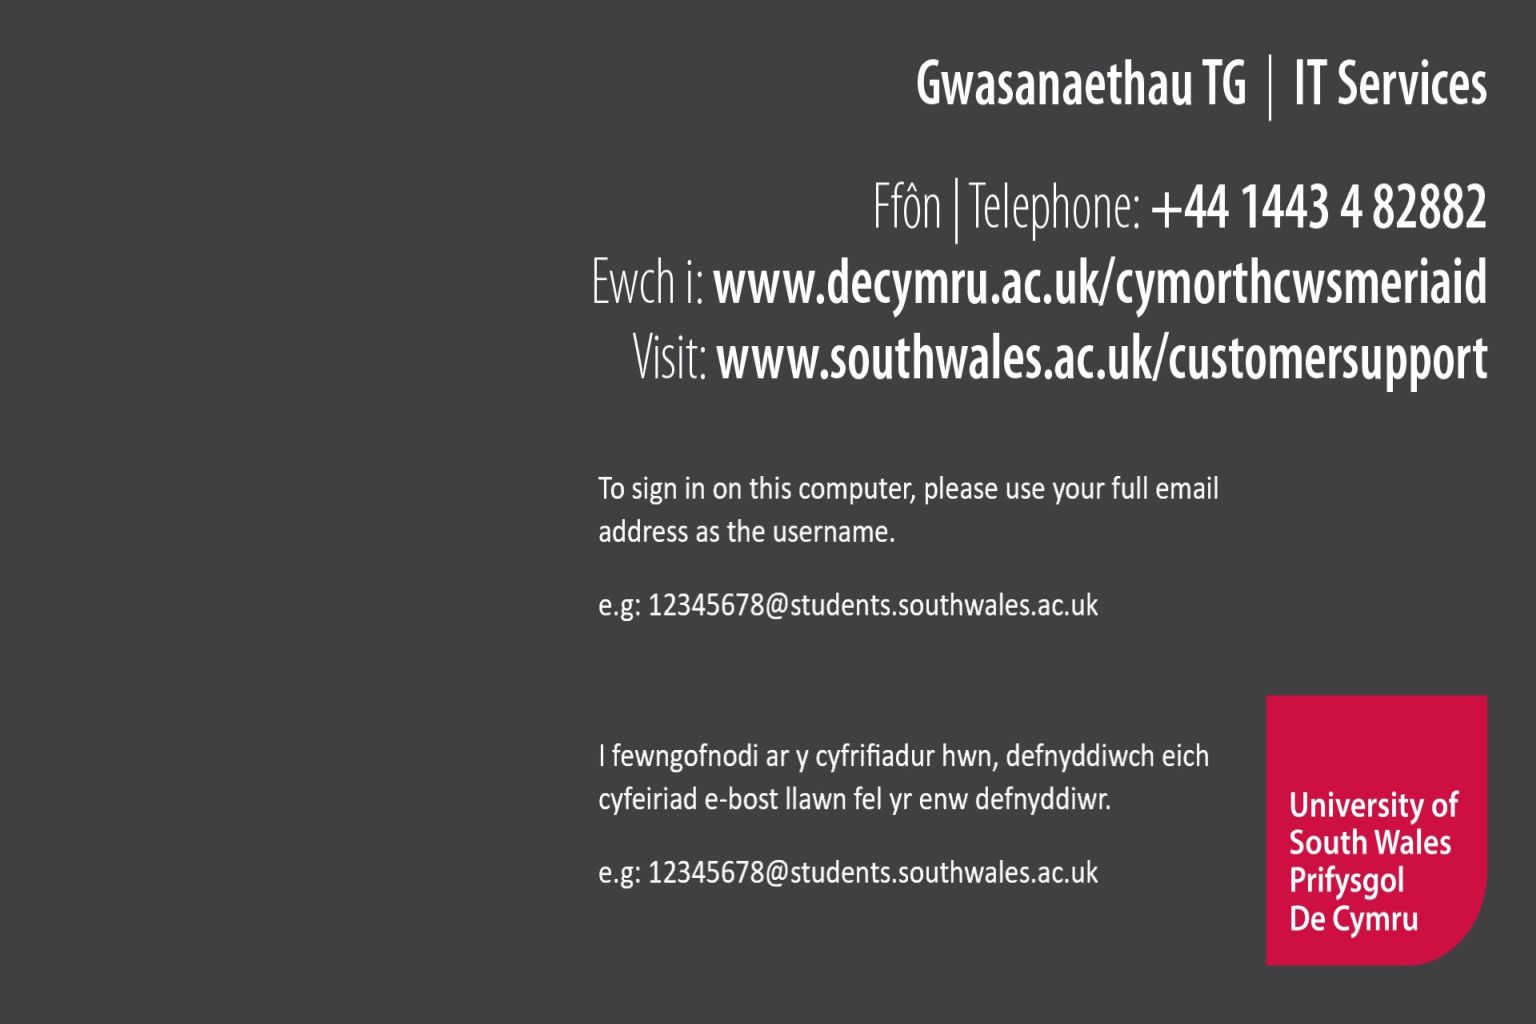 Gwasanaethau TG | IT Services
Ffôn | Telephone: +44 1443 4 82882
Ewch i: www.decymru.ac.uk/cymorthcwsmeriaid
Visit: www.southwales.ac.uk/customersupport
To sign in on this computer, please use your full email
address as the username.
e.g: 12345678@students.southwales.ac.uk
I fewngofnodi ar y cyfrifiadur hwn, defnyddiwch eich
cyfeiriad e-bost llawn fel yr enw defnyddiwr.
e.g: 12345678@students.southwales.ac.uk
University of
South Wales
Prifysgol
De Cymru